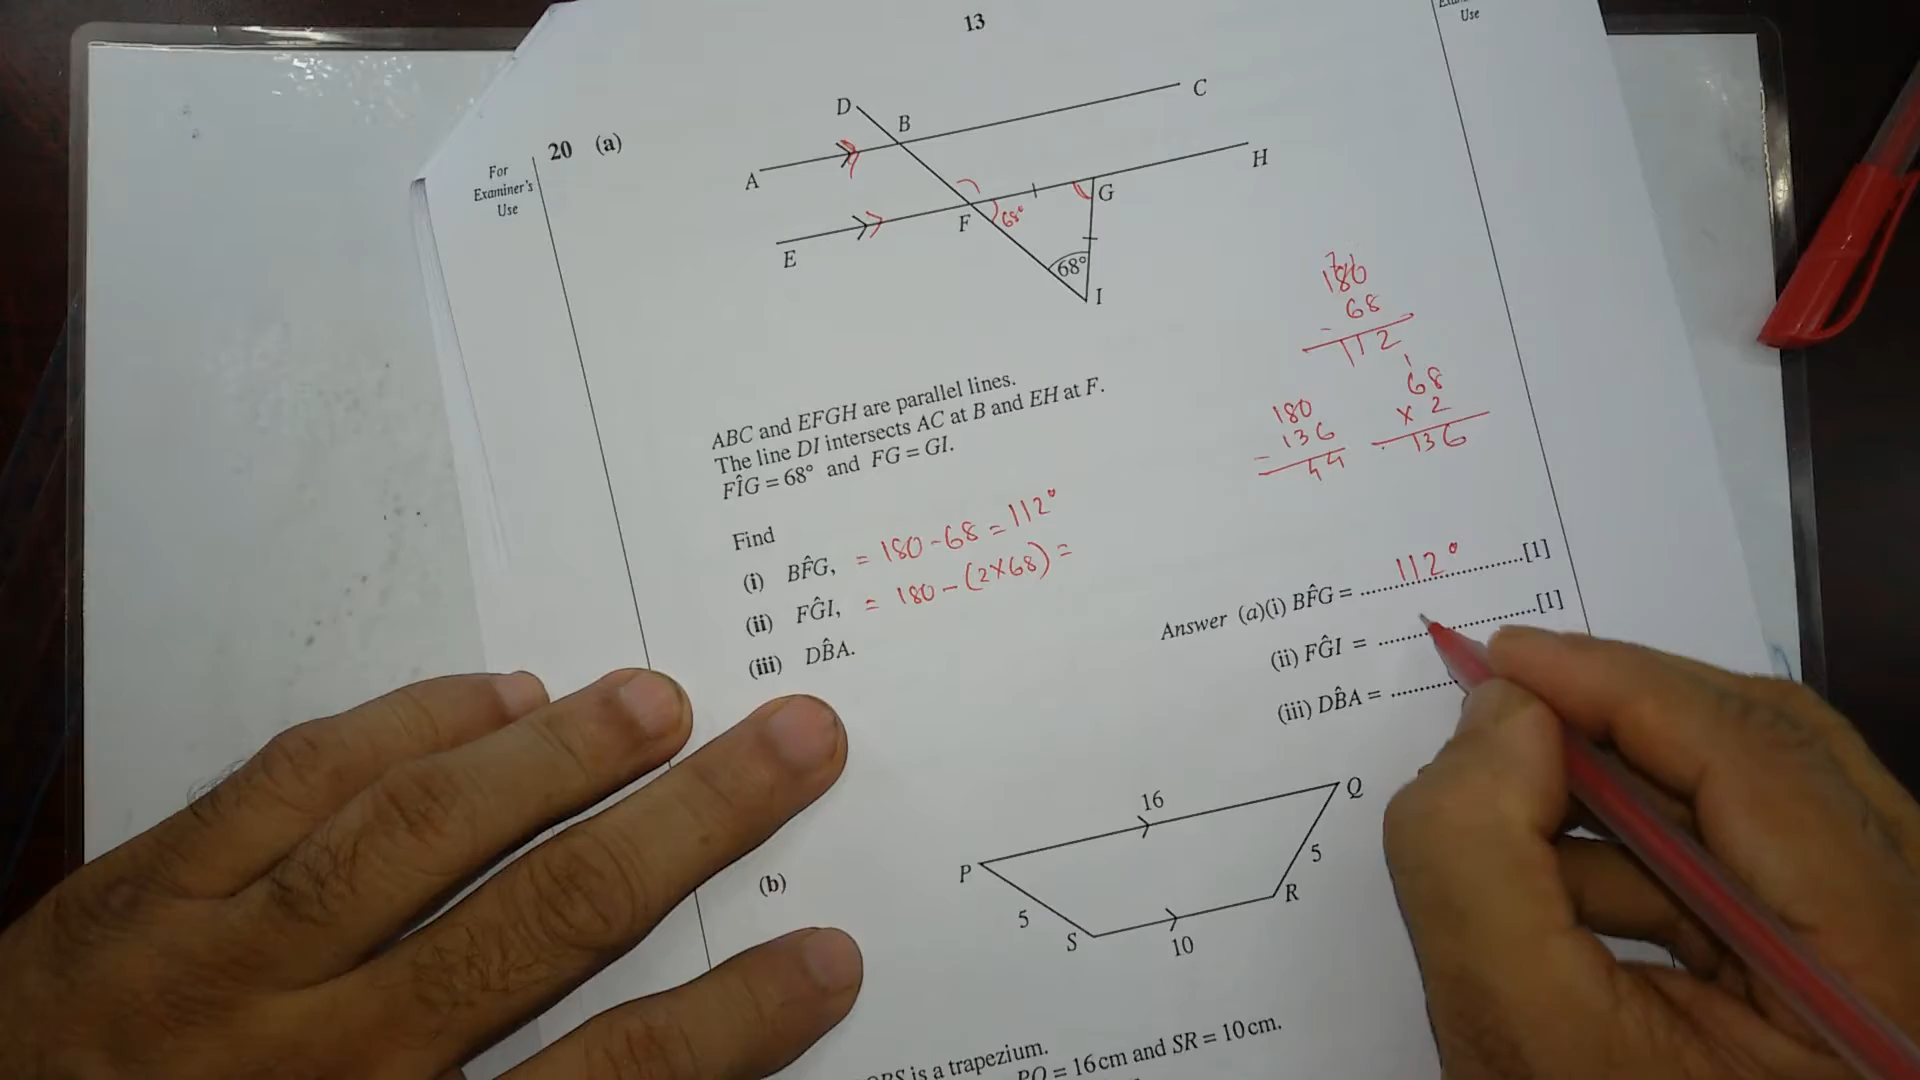 13
Use
For
Examiner's
Use
20 (a)
D
B
C
A
H
G
F
68°
E
68°
I
180
68
- 112
68
x 2
136
180
- 136
44
ABC and EFGH are parallel lines.
The line DI intersects AC at B and EH at F.
FÎG = 68° and FG = GI.
Find
(i) BF̂G, = 180 - 68 = 112°
(ii) FĜI, = 180 - (2x68) =
(iii) DB̂A.
Answer (a)(i) BF̂G = 112° [1]
(ii) FĜI = [1]
(iii) DB̂A =
(b)
P
16
Q
5
R
5
S
10
is a trapezium.
PQ = 16 cm and SR = 10 cm.